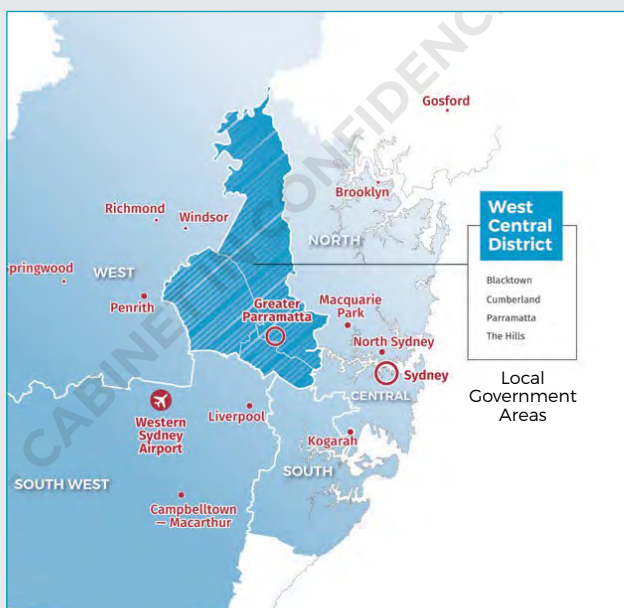 CABINET IN CONFIDENCE
Gosford
Brooklyn
Richmond
Windsor
NORTH
Springwood
WEST
Penrith
Greater
Parramatta
Macquarie
Park
North Sydney
Sydney
CENTRAL
Western
Sydney
Airport
Liverpool
Kogarah
SOUTH
SOUTH WEST
Campbelltown
— Macarthur
West
Central
District
Blacktown
Cumberland
Parramatta
The Hills
Local
Government
Areas